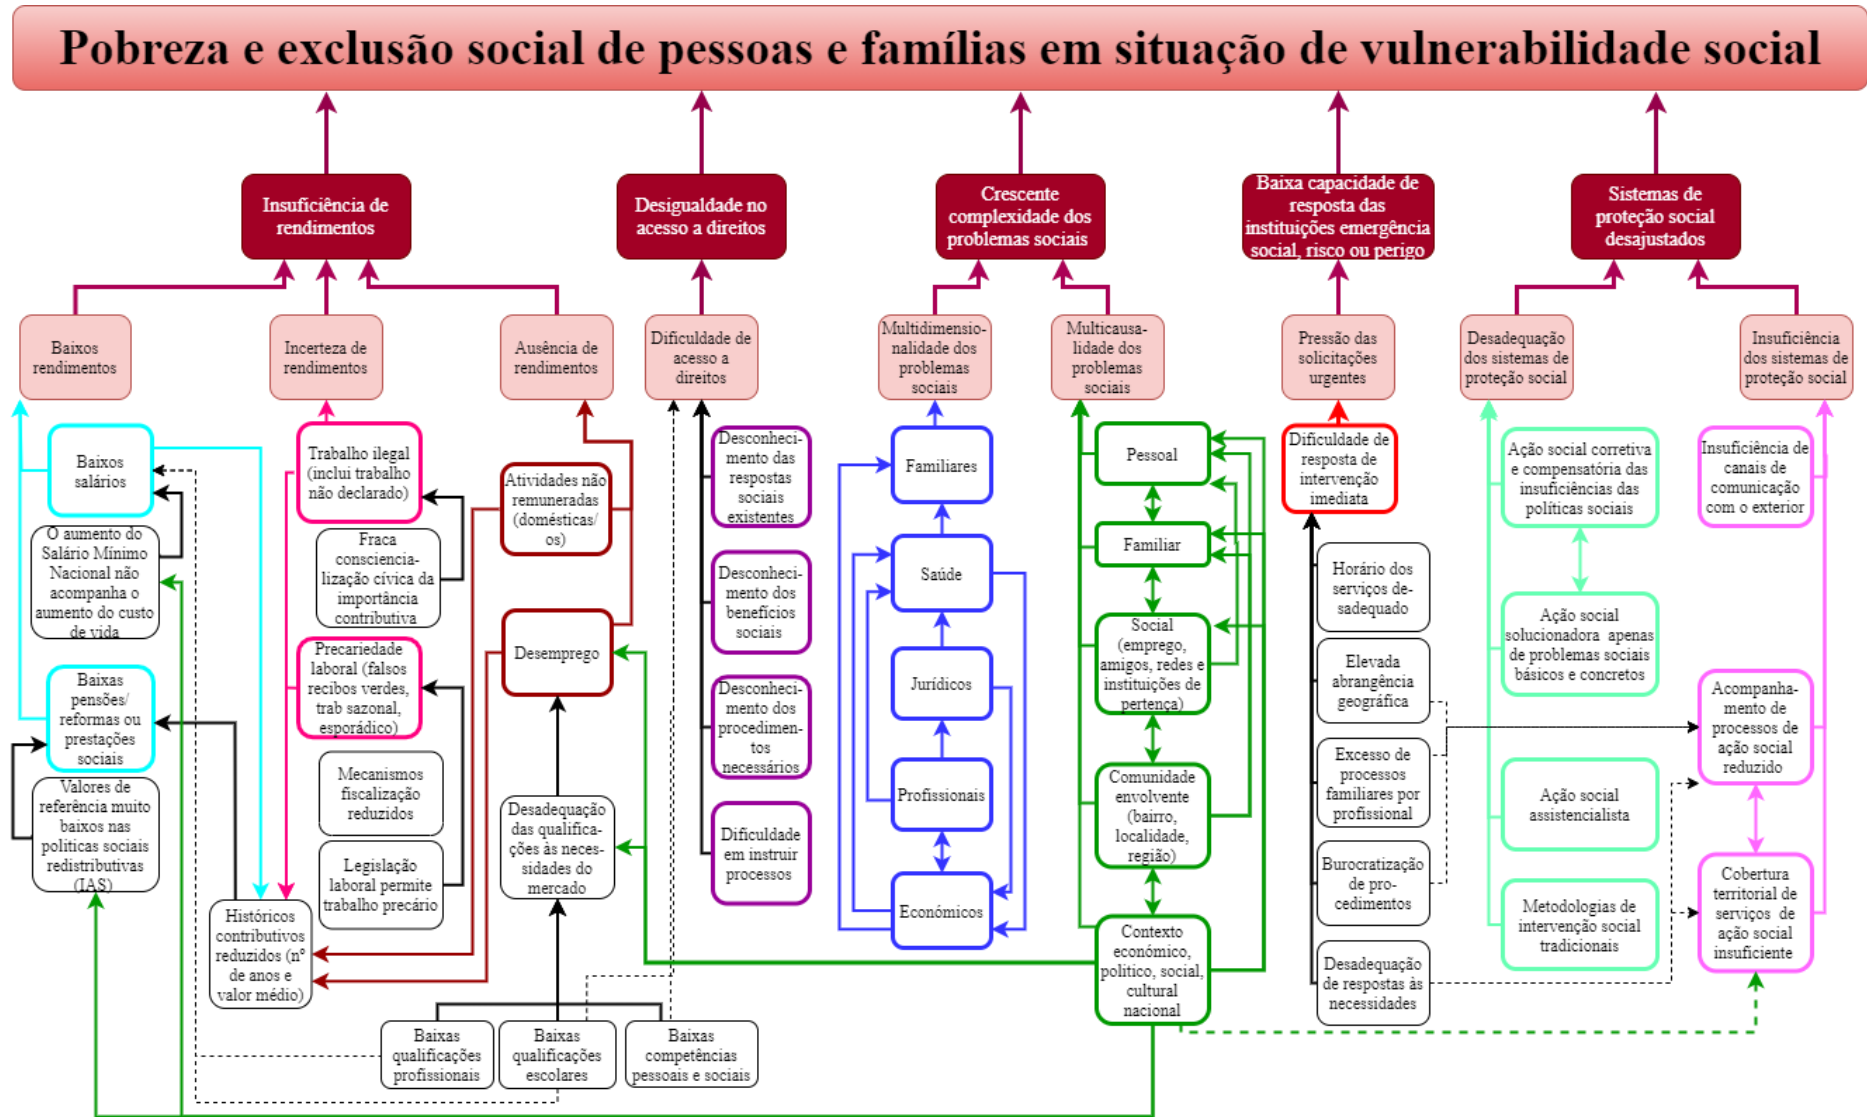 Pobreza e exclusão social de pessoas e famílias em situação de vulnerabilidade social
Insuficiência de
rendimentos
Desigualdade no
acesso a direitos
Crescente
complexidade dos
problemas sociais
Baixa capacidade de
resposta das
instituições emergência
social, risco ou perigo
Sistemas de
proteção social
desajustados
Baixos
rendimentos
Incerteza de
rendimentos
Ausência de
rendimentos
Dificuldade de
acesso a
direitos
Multidimensio-
nalidade dos
problemas
sociais
Multicausa-
lidade dos
problemas
sociais
Pressão das
solicitações
urgentes
Desadequação
dos sistemas de
proteção social
Insuficiência
dos sistemas de
proteção social
Baixos
salários
O aumento do
Salário Mínimo
Nacional não
acompanha o
aumento do custo
de vida
Baixas
pensões/
reformas ou
prestações
sociais
Valores de
referência muito
baixos nas
políticas sociais
redistributivas
(IAS)
Trabalho ilegal
(inclui trabalho
não declarado)
Fraca
consciencia-
lização cívica da
importância
contributiva
Precariedade
laboral (falsos
recibos verdes,
trab sazonal,
esporádico)
Mecanismos
fiscalização
reduzidos
Legislação
laboral permite
trabalho precário
Históricos
contributivos
reduzidos (nº
de anos e
valor médio)
Atividades não
remuneradas
(domésticas/
os)
Desemprego
Desadequação
das qualifica-
ções às neces-
sidades do
mercado
Baixas
qualificações
profissionais
Baixas
qualificações
escolares
Baixas
competências
pessoais e sociais
Desconheci-
mento das
respostas
sociais
existentes
Desconheci-
mento dos
benefícios
sociais
Desconheci-
mento dos
procedimen-
tos
necessários
Dificuldade
em instruir
processos
Familiares
Saúde
Jurídicos
Profissionais
Económicos
Pessoal
Familiar
Social
(emprego,
amigos, redes e
instituições de
pertença)
Comunidade
envolvente
(bairro,
localidade,
região)
Contexto
económico,
político, social,
cultural
nacional
Dificuldade de
resposta de
intervenção
imediata
Horário dos
serviços de-
sadequado
Elevada
abrangência
geográfica
Excesso de
processos
familiares por
profissional
Burocratização
de pro-
cedimentos
Desadequação
de respostas às
necessidades
Ação social corretiva
e compensatória das
insuficiências das
políticas sociais
Ação social
solucionadora apenas
de problemas sociais
básicos e concretos
Ação social
assistencialista
Metodologias de
intervenção social
tradicionais
Insuficiência de
canais de
comunicação
com o exterior
Acompanha-
mento de
processos de
ação social
reduzido
Cobertura
territorial de
serviços de
ação social
insuficiente